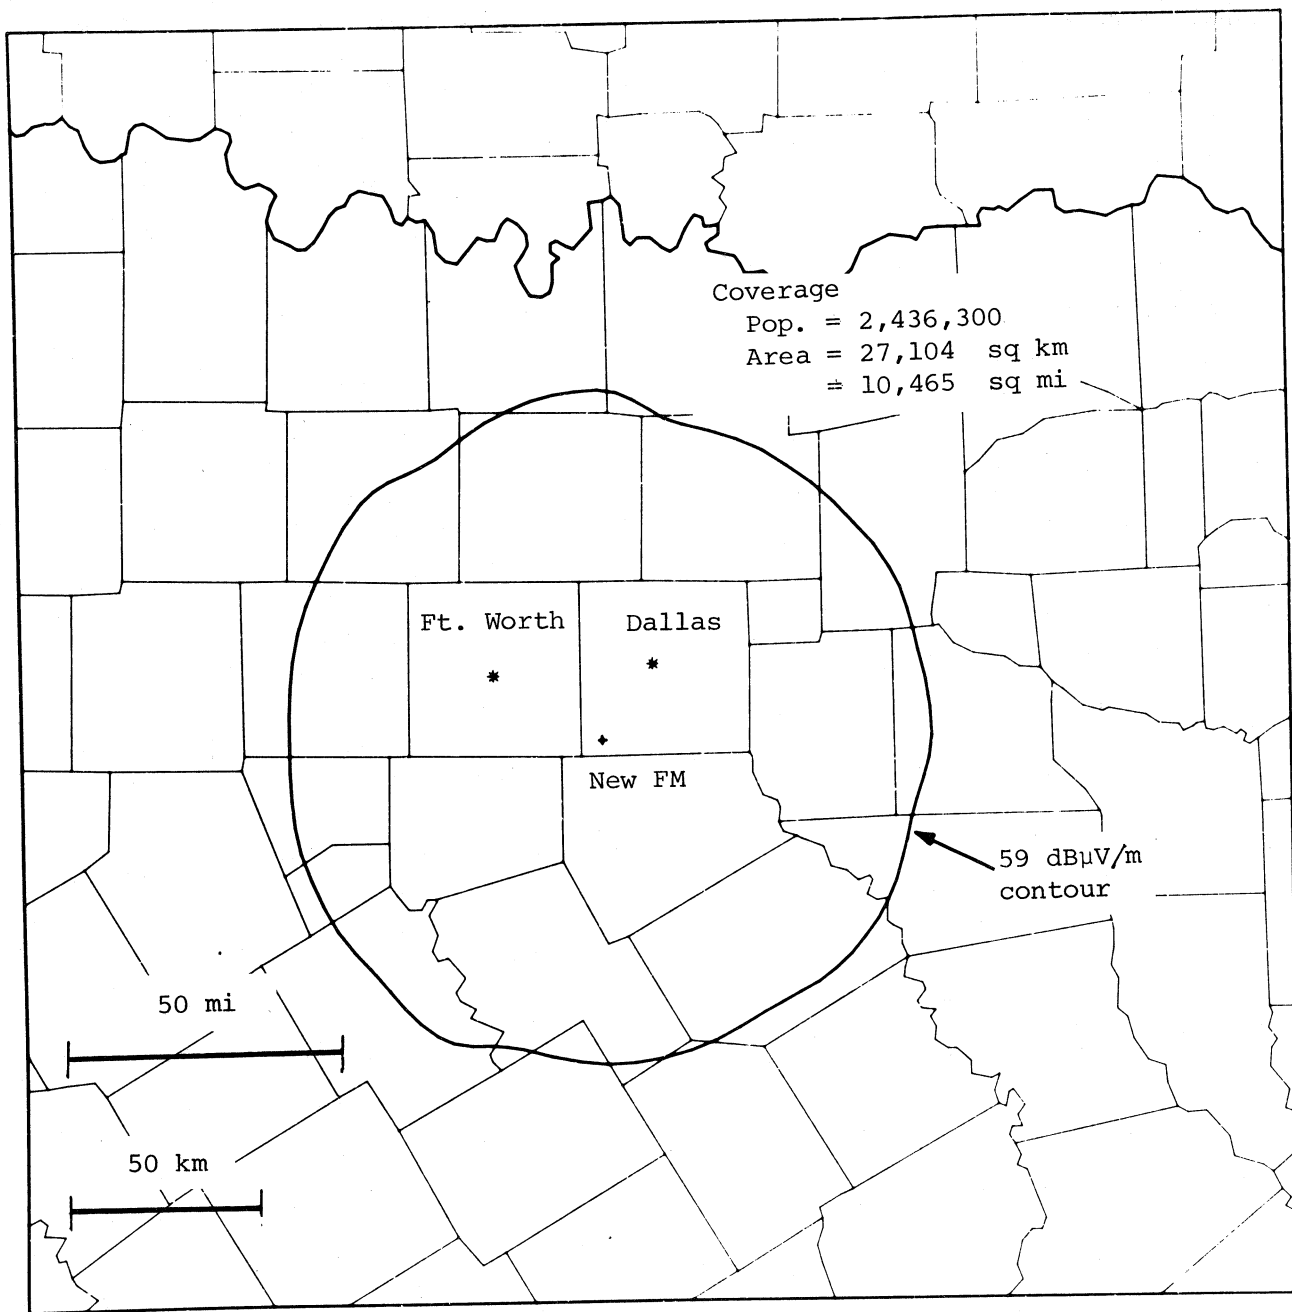 Coverage
Pop. = 2,436,300
Area = 27,104 sq km
= 10,465 sq mi
Ft. Worth
Dallas
New FM
59 dBµV/m
contour
50 mi
50 km